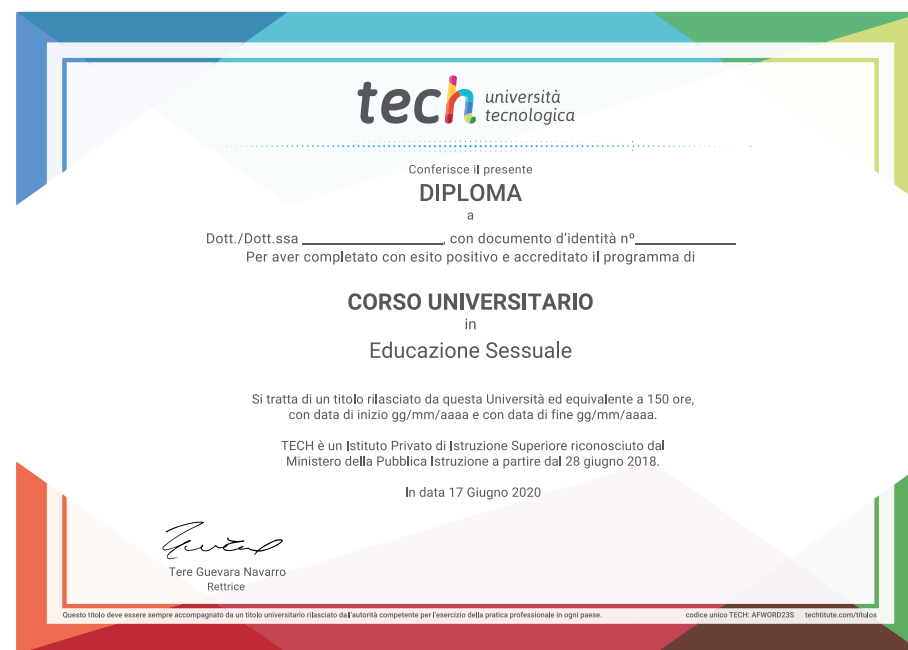 tech università
tecnologica
Conferisce il presente
DIPLOMA
a
Dott./Dott.ssa ____________________, con documento d'identità nº______________
Per aver completato con esito positivo e accreditato il programma di
CORSO UNIVERSITARIO
in
Educazione Sessuale
Si tratta di un titolo rilasciato da questa Università ed equivalente a 150 ore,
con data di inizio gg/mm/aaaa e con data di fine gg/mm/aaaa.
TECH è un Istituto Privato di Istruzione Superiore riconosciuto dal
Ministero della Pubblica Istruzione a partire dal 28 giugno 2018.
In data 17 Giugno 2020
Tere Guevara Navarro
Rettrice
Questo titolo deve essere sempre accompagnato da un titolo universitario rilasciato dall'autorità competente per l'esercizio della pratica professionale in ogni paese. codice unico TECH: AFWORD23S techtitute.com/títulos